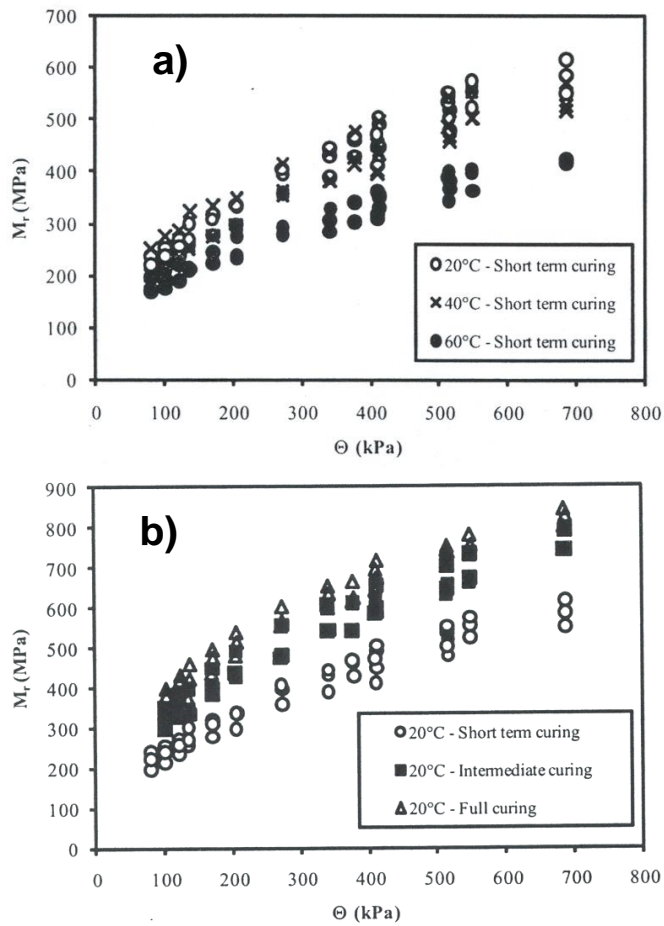 a)
700
600
500
400
300
200
100
0
M_r (MPa)
20°C - Short term curing
40°C - Short term curing
60°C - Short term curing
0 100 200 300 400 500 600 700 800
Θ (kPa)
b)
900
800
700
600
500
400
300
200
100
0
M_r (MPa)
20°C - Short term curing
20°C - Intermediate curing
20°C - Full curing
0 100 200 300 400 500 600 700 800
Θ (kPa)